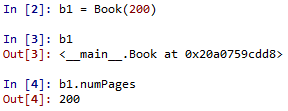 In [2]: b1 = Book(200)
In [3]: b1
Out[3]: <__main__.Book at 0x20a0759cdd8>
In [4]: b1.numPages
Out[4]: 200